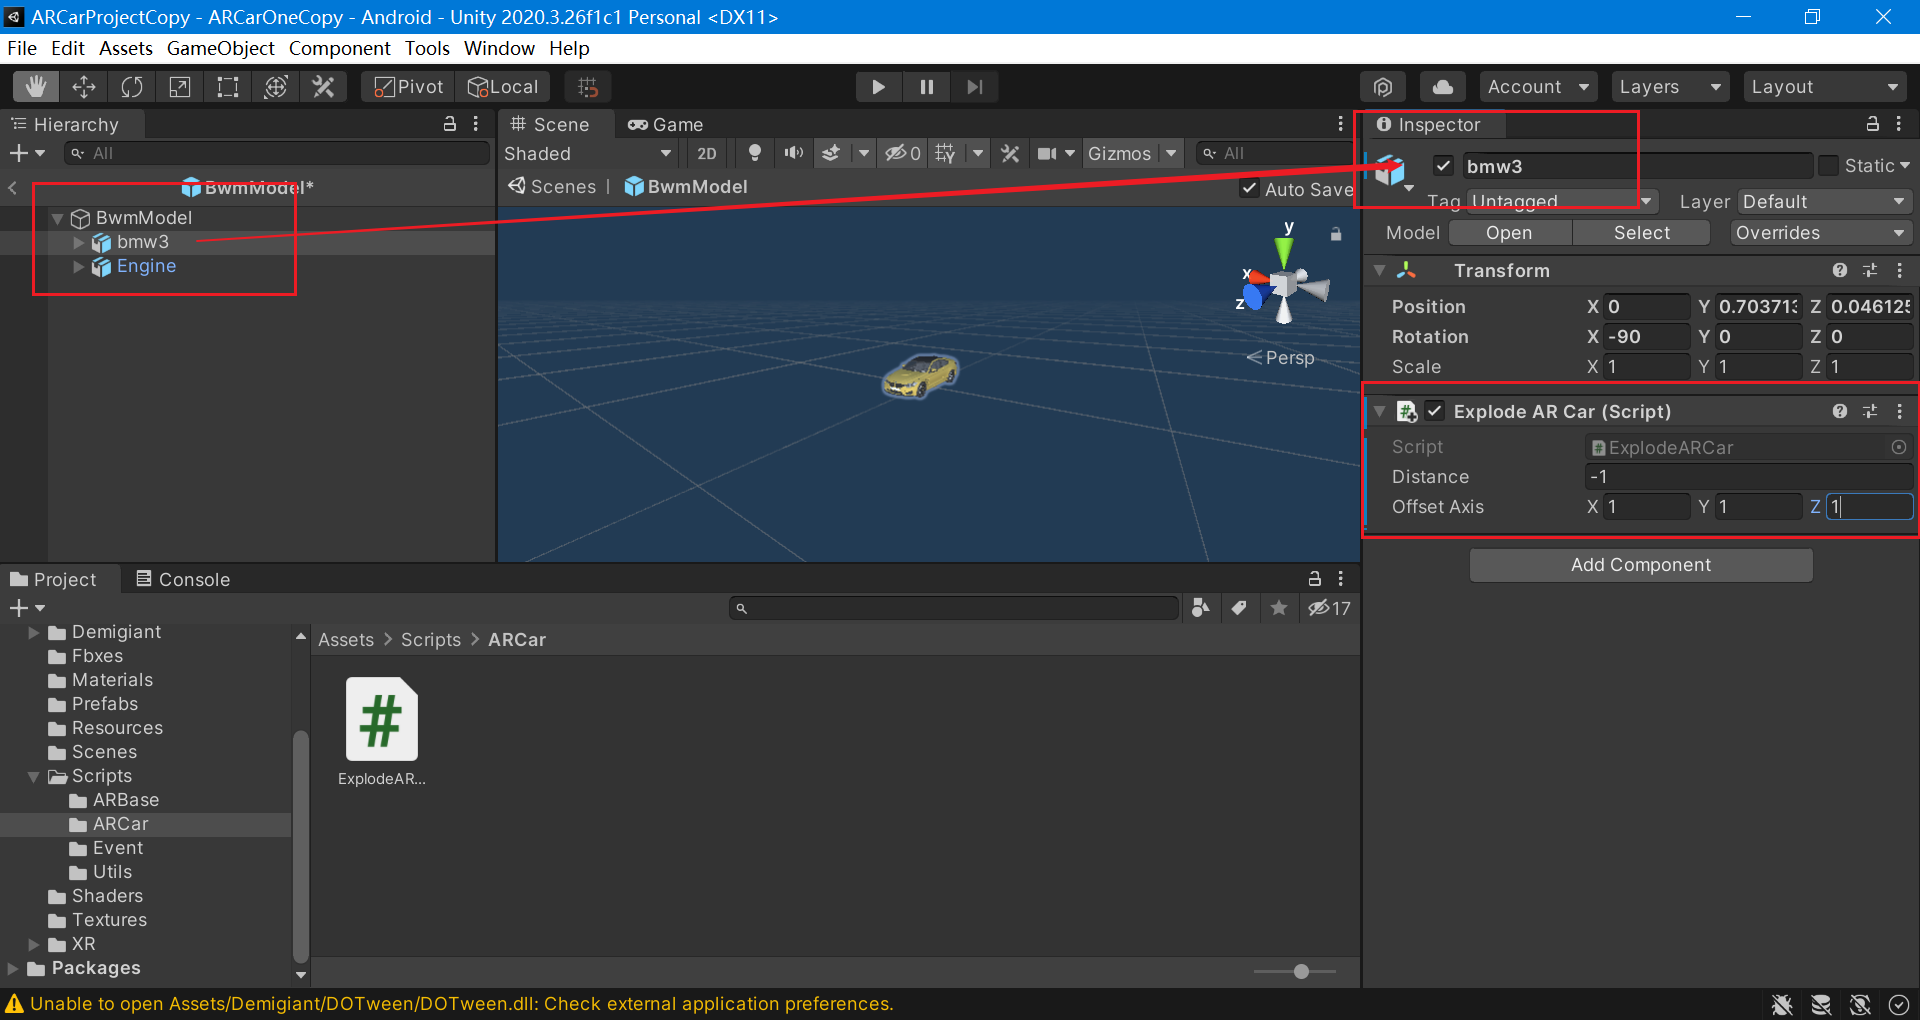 ARCarProjectCopy - ARCarOneCopy - Android - Unity 2020.3.26f1c1 Personal <DX11>
File Edit Assets GameObject Component Tools Window Help
Pivot Local Account Layers Layout
Hierarchy
All
BwmModel*
BwmModel
bmw3
Engine
Scene Game
Shaded 2D 0 Gizmos All
Scenes | BwmModel Auto Save
y
x
z
Persp
Inspector
bmw3 Static
Tag Untagged Layer Default
Model Open Select Overrides
Transform
Position X 0 Y 0.703713 Z 0.046125
Rotation X -90 Y 0 Z 0
Scale X 1 Y 1 Z 1
# Explode AR Car (Script)
Script # ExplodeARCar
Distance -1
Offset Axis X 1 Y 1 Z 1
Add Component
Project Console
17
Demigiant
Fbxes
Materials
Prefabs
Resources
Scenes
Scripts
ARBase
ARCar
Event
Utils
Shaders
Textures
XR
Packages
Assets > Scripts > ARCar
#
ExplodeAR...
Unable to open Assets/Demigiant/DOTween/DOTween.dll: Check external application preferences.